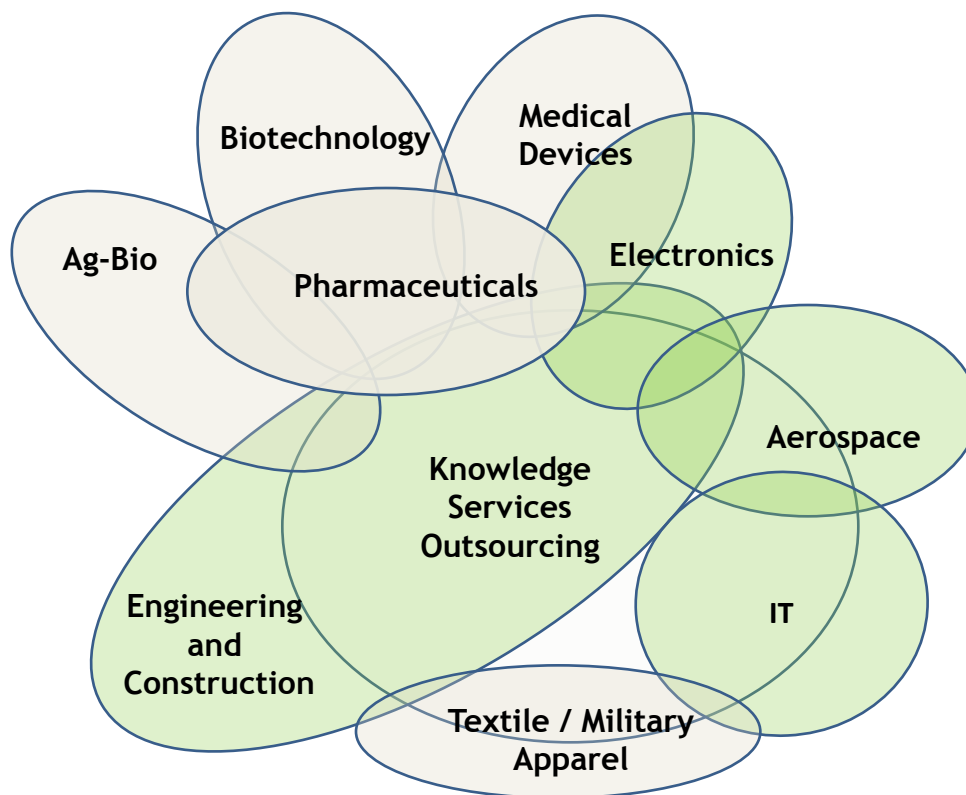 Medical
Devices
Biotechnology
Electronics
Ag-Bio
Pharmaceuticals
Aerospace
Knowledge
Services
Outsourcing
Engineering
and
Construction
IT
Textile / Military
Apparel